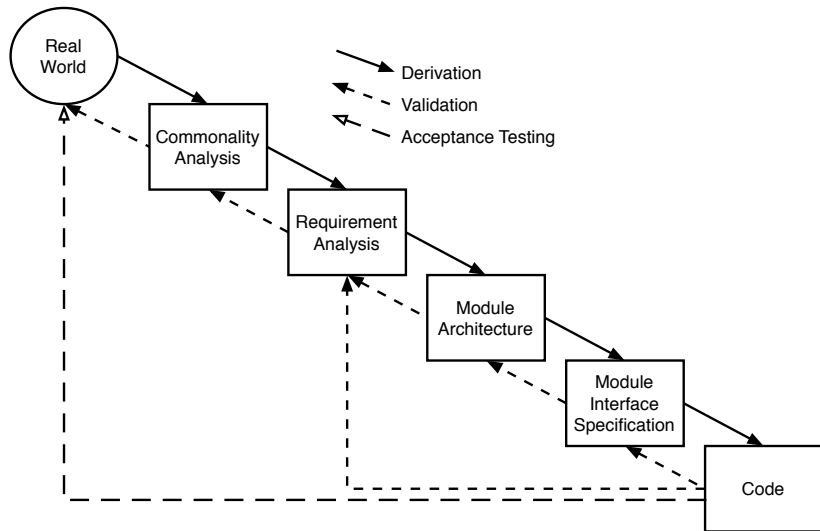 Real
World
Derivation
Validation
Acceptance Testing
Commonality
Analysis
Requirement
Analysis
Module
Architecture
Module
Interface
Specification
Code